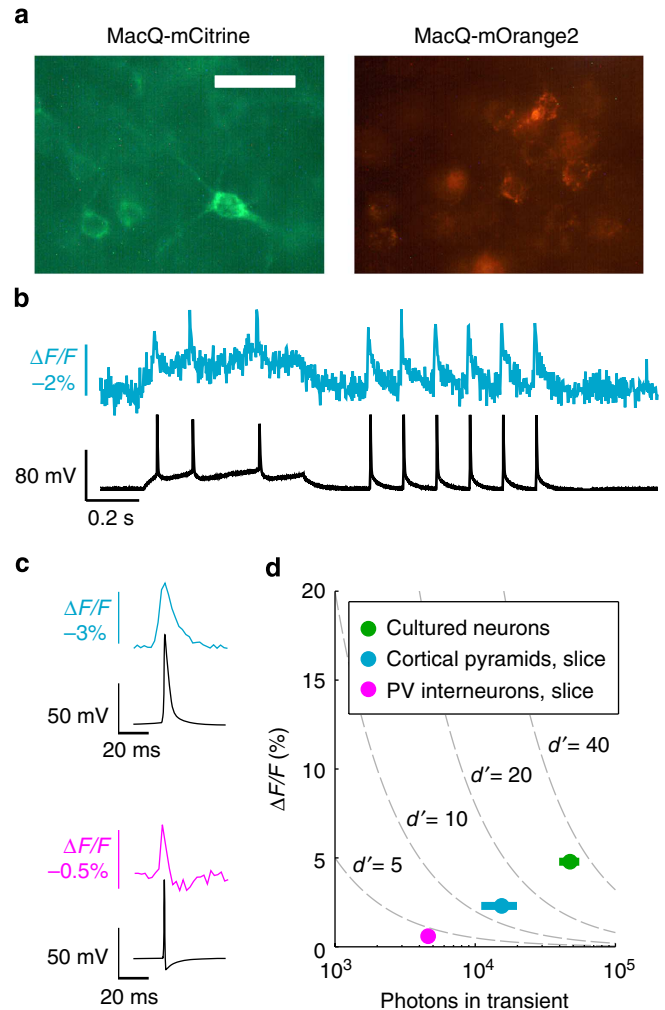 a
MacQ-mCitrine
MacQ-mOrange2
b
ΔF/F
–2%
80 mV
0.2 s
c
ΔF/F
–3%
50 mV
20 ms
ΔF/F
–0.5%
50 mV
20 ms
d
20
15
10
5
0
ΔF/F (%)
Cultured neurons
Cortical pyramids, slice
PV interneurons, slice
d′= 40
d′= 20
d′= 10
d′= 5
10³
10⁴
10⁵
Photons in transient